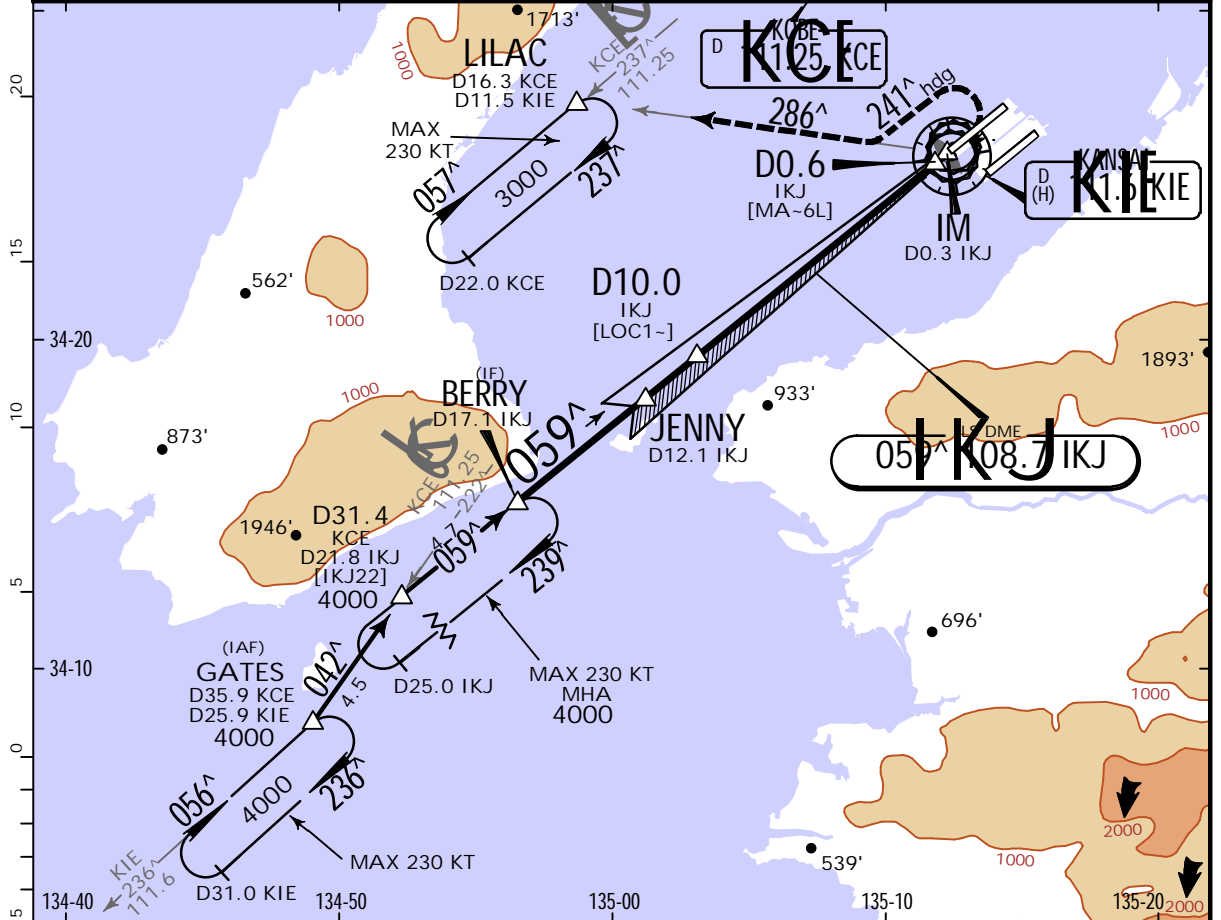 1713'
LILAC
D16.3 KCE
D11.5 KIE
1000
KCE
237^
111.25
MAX
230 KT
057^
3000
237^
D22.0 KCE
D
KOBE
111.25 KCE
KCE
286^
241^ hdg
D0.6
IKJ
[MA~6L]
IM
D0.3 IKJ
D
(H)
KANSAI
KIE
562'
1000
D10.0
IKJ
[LOC1~]
20
15
34-20
10
5
34-10
0
5
1893'
933'
1000
873'
1000
(IF)
BERRY
D17.1 IKJ
059^
JENNY
D12.1 IKJ
LS DME
059^ 108.7 IKJ
IKJ
KCE
111.25
222^
1946'
D31.4
KCE
D21.8 IKJ
[IKJ22]
4000
4.7
059^
239^
D25.0 IKJ
MAX 230 KT
MHA
4000
696'
1000
(IAF)
GATES
D35.9 KCE
D25.9 KIE
4000
042^
4.5
056^
4000
236^
MAX 230 KT
D31.0 KIE
KIE
236^
111.6
539'
1000
2000
2000
134-40
134-50
135-00
135-10
135-20